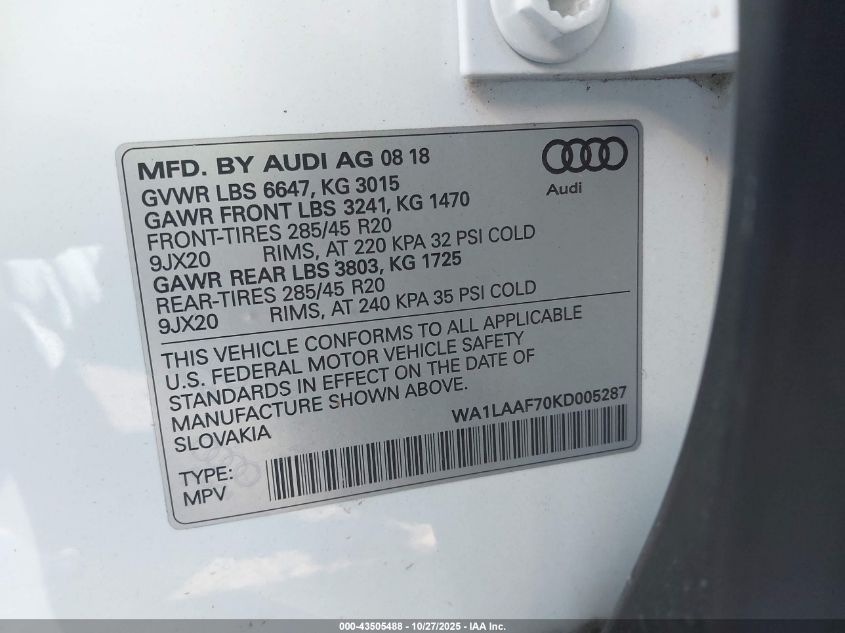 MFD. BY AUDI AG 08 18
Audi
GVWR LBS 6647, KG 3015
GAWR FRONT LBS 3241, KG 1470
FRONT-TIRES 285/45 R20
9JX20 RIMS, AT 220 KPA 32 PSI COLD
GAWR REAR LBS 3803, KG 1725
REAR-TIRES 285/45 R20
9JX20 RIMS, AT 240 KPA 35 PSI COLD
THIS VEHICLE CONFORMS TO ALL APPLICABLE
U.S. FEDERAL MOTOR VEHICLE SAFETY
STANDARDS IN EFFECT ON THE DATE OF
MANUFACTURE SHOWN ABOVE.
SLOVAKIA
WA1LAAF70KD005287
TYPE:
MPV
000-43505488 - 10/27/2025 - IAA Inc.